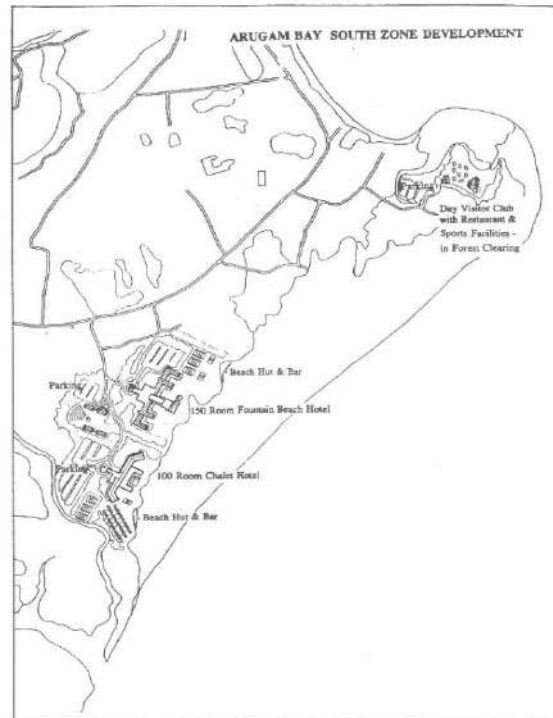 ARUGAM BAY SOUTH ZONE DEVELOPMENT
Parking
Day Visitor Club
with Restaurant &
Sports Facilities -
in Forest Clearing
Beach Hut & Bar
Parking
150 Room Fountain Beach Hotel
Parking
100 Room Chalet Hotel
Beach Hut & Bar